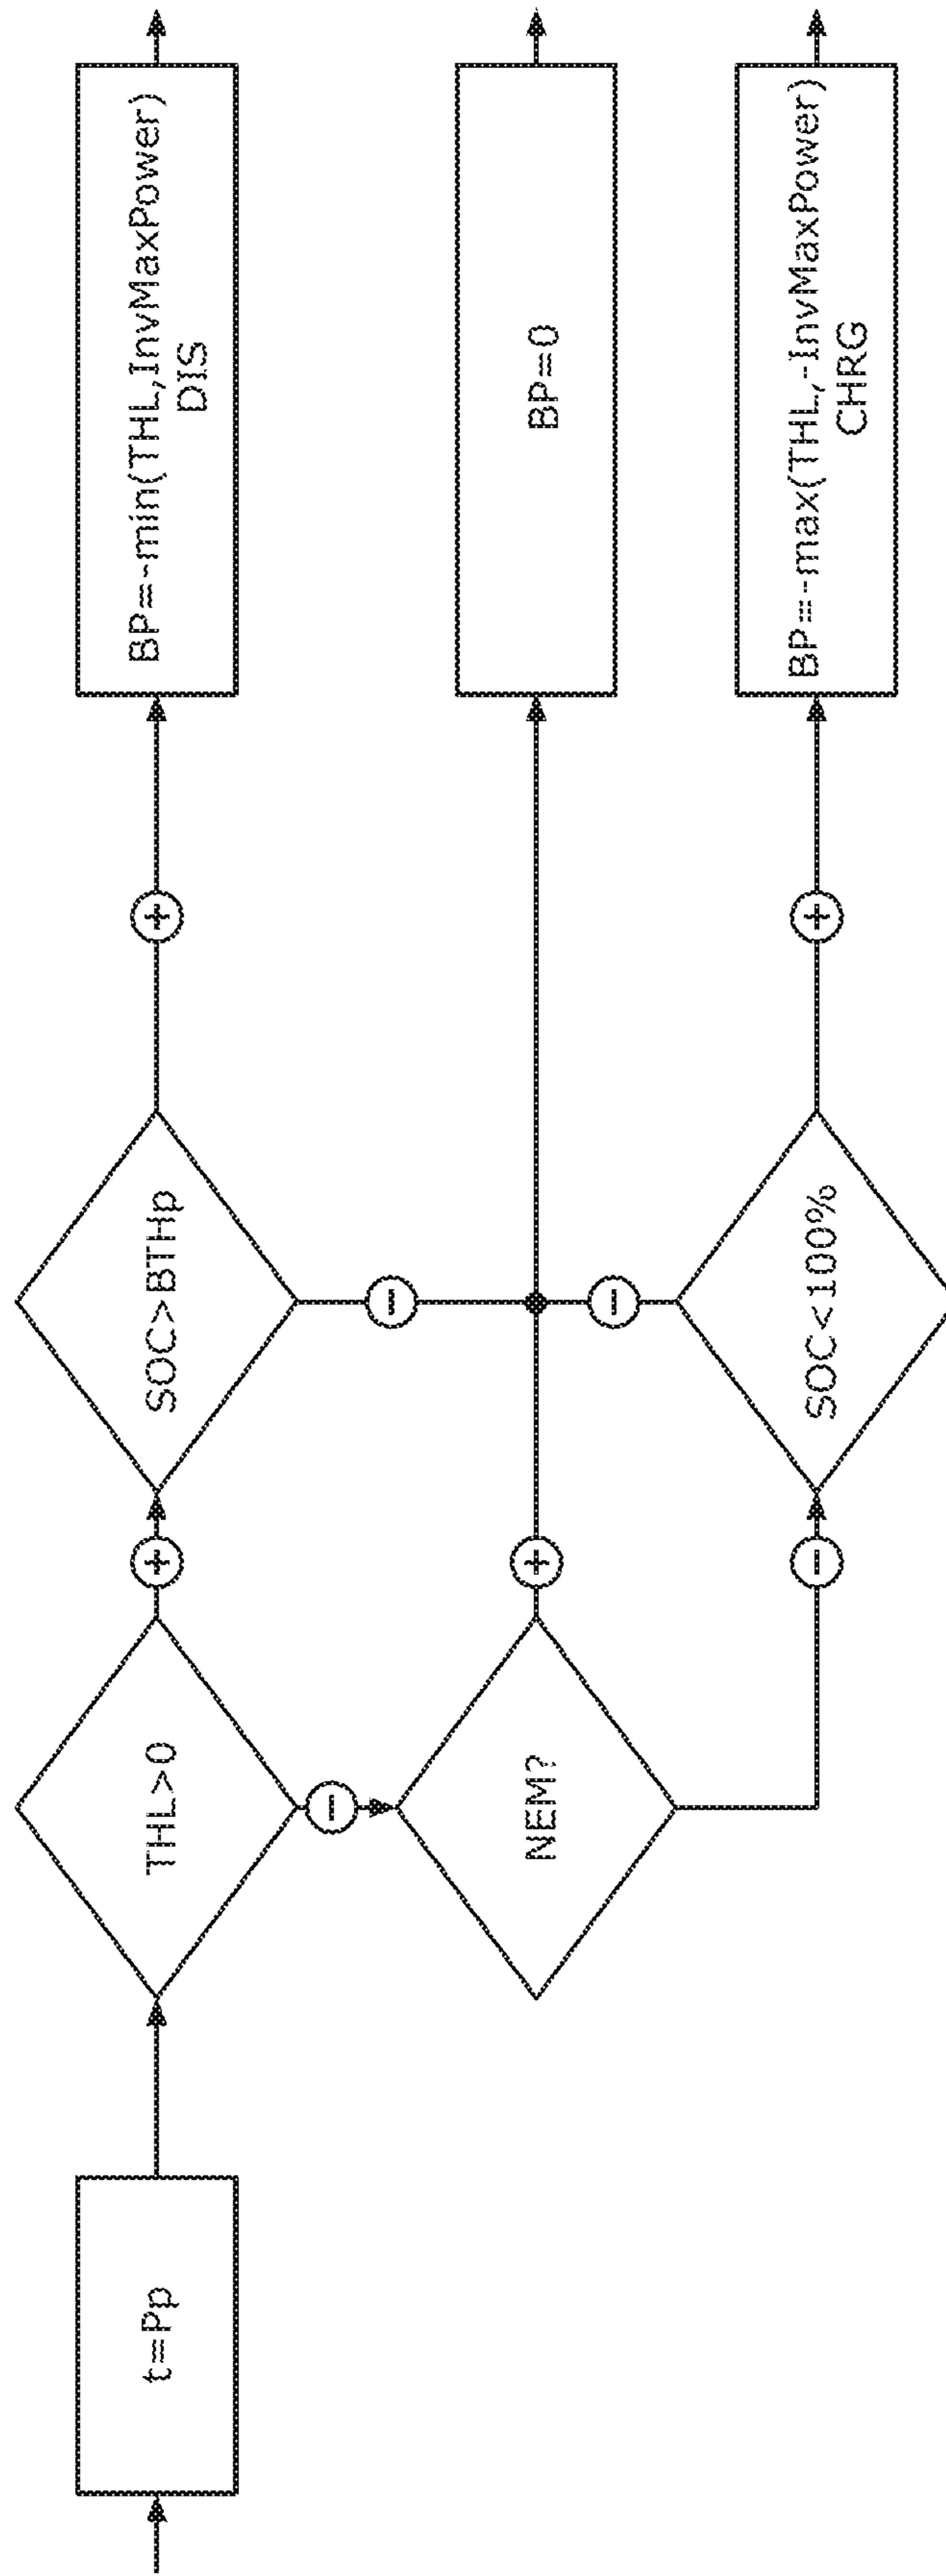 t=Pp
THL>0
+
SOC>BTHp
+
BP=-min(THL,InvMaxPower)
DIS
−
−
NEM?
+
BP=0
−
−
SOC<100%
+
BP=-max(THL,-InvMaxPower)
CHRG